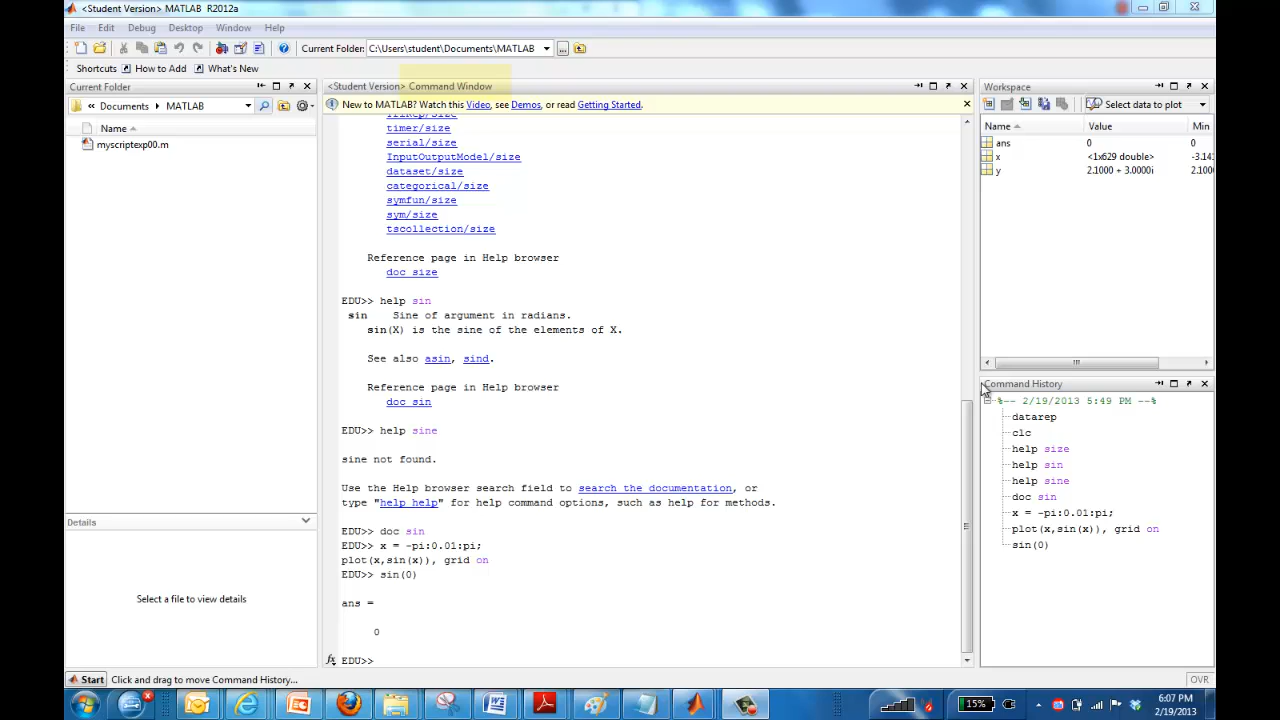 <Student Version> MATLAB R2012a
File Edit Debug Desktop Window Help
Current Folder: C:\Users\student\Documents\MATLAB ...
Shortcuts How to Add What's New
Current Folder
« Documents MATLAB
Name
myscriptexp00.m
Details
Select a file to view details
<Student Version> Command Window
New to MATLAB? Watch this Video, see Demos, or read Getting Started.
timer/size
serial/size
InputOutputModel/size
dataset/size
categorical/size
symfun/size
sym/size
tscollection/size
Reference page in Help browser
doc size
EDU>> help sin
sin Sine of argument in radians.
sin(X) is the sine of the elements of X.
See also asin, sind.
Reference page in Help browser
doc sin
EDU>> help sine
sine not found.
Use the Help browser search field to search the documentation, or
type "help help" for help command options, such as help for methods.
EDU>> doc sin
EDU>> x = -pi:0.01:pi;
plot(x,sin(x)), grid on
EDU>> sin(0)
ans =
0
fx EDU>>
Workspace
Select data to plot
Name Value Min
ans 0 0
x <1x629 double> -3.141
y 2.1000 + 3.0000i 2.1000
Command History
%-- 2/19/2013 5:49 PM --%
datarep
clc
help size
help sin
help sine
doc sin
x = -pi:0.01:pi;
plot(x,sin(x)), grid on
sin(0)
Start Click and drag to move Command History...
OVR
15%
6:07 PM
2/19/2013